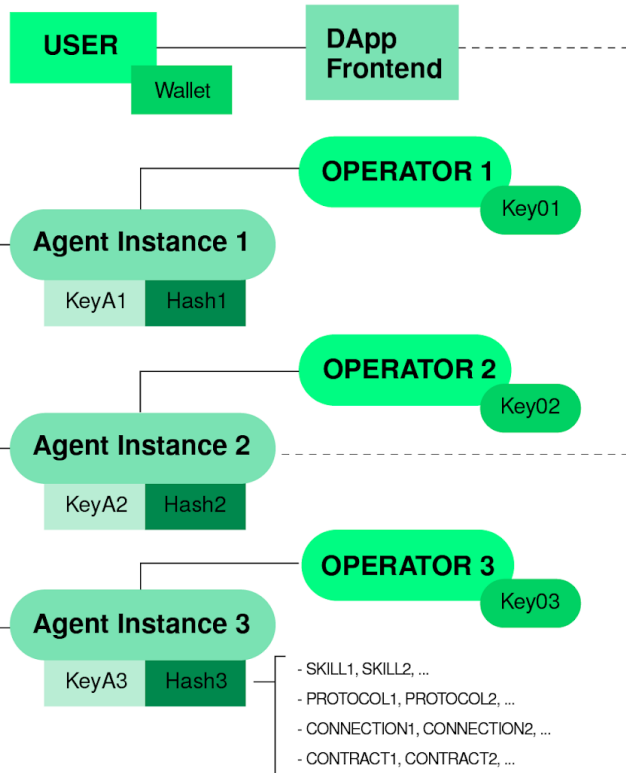 USER
Wallet
DApp
Frontend
OPERATOR 1
Key01
Agent Instance 1
KeyA1
Hash1
OPERATOR 2
Key02
Agent Instance 2
KeyA2
Hash2
OPERATOR 3
Key03
Agent Instance 3
KeyA3
Hash3
- SKILL1, SKILL2, ...
- PROTOCOL1, PROTOCOL2, ...
- CONNECTION1, CONNECTION2, ...
- CONTRACT1, CONTRACT2, ...